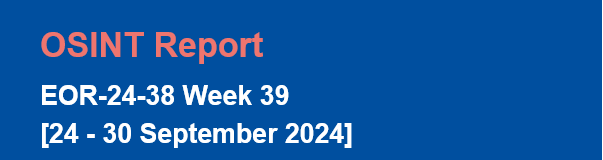 OSINT Report
EOR-24-38 Week 39
[24 - 30 September 2024]